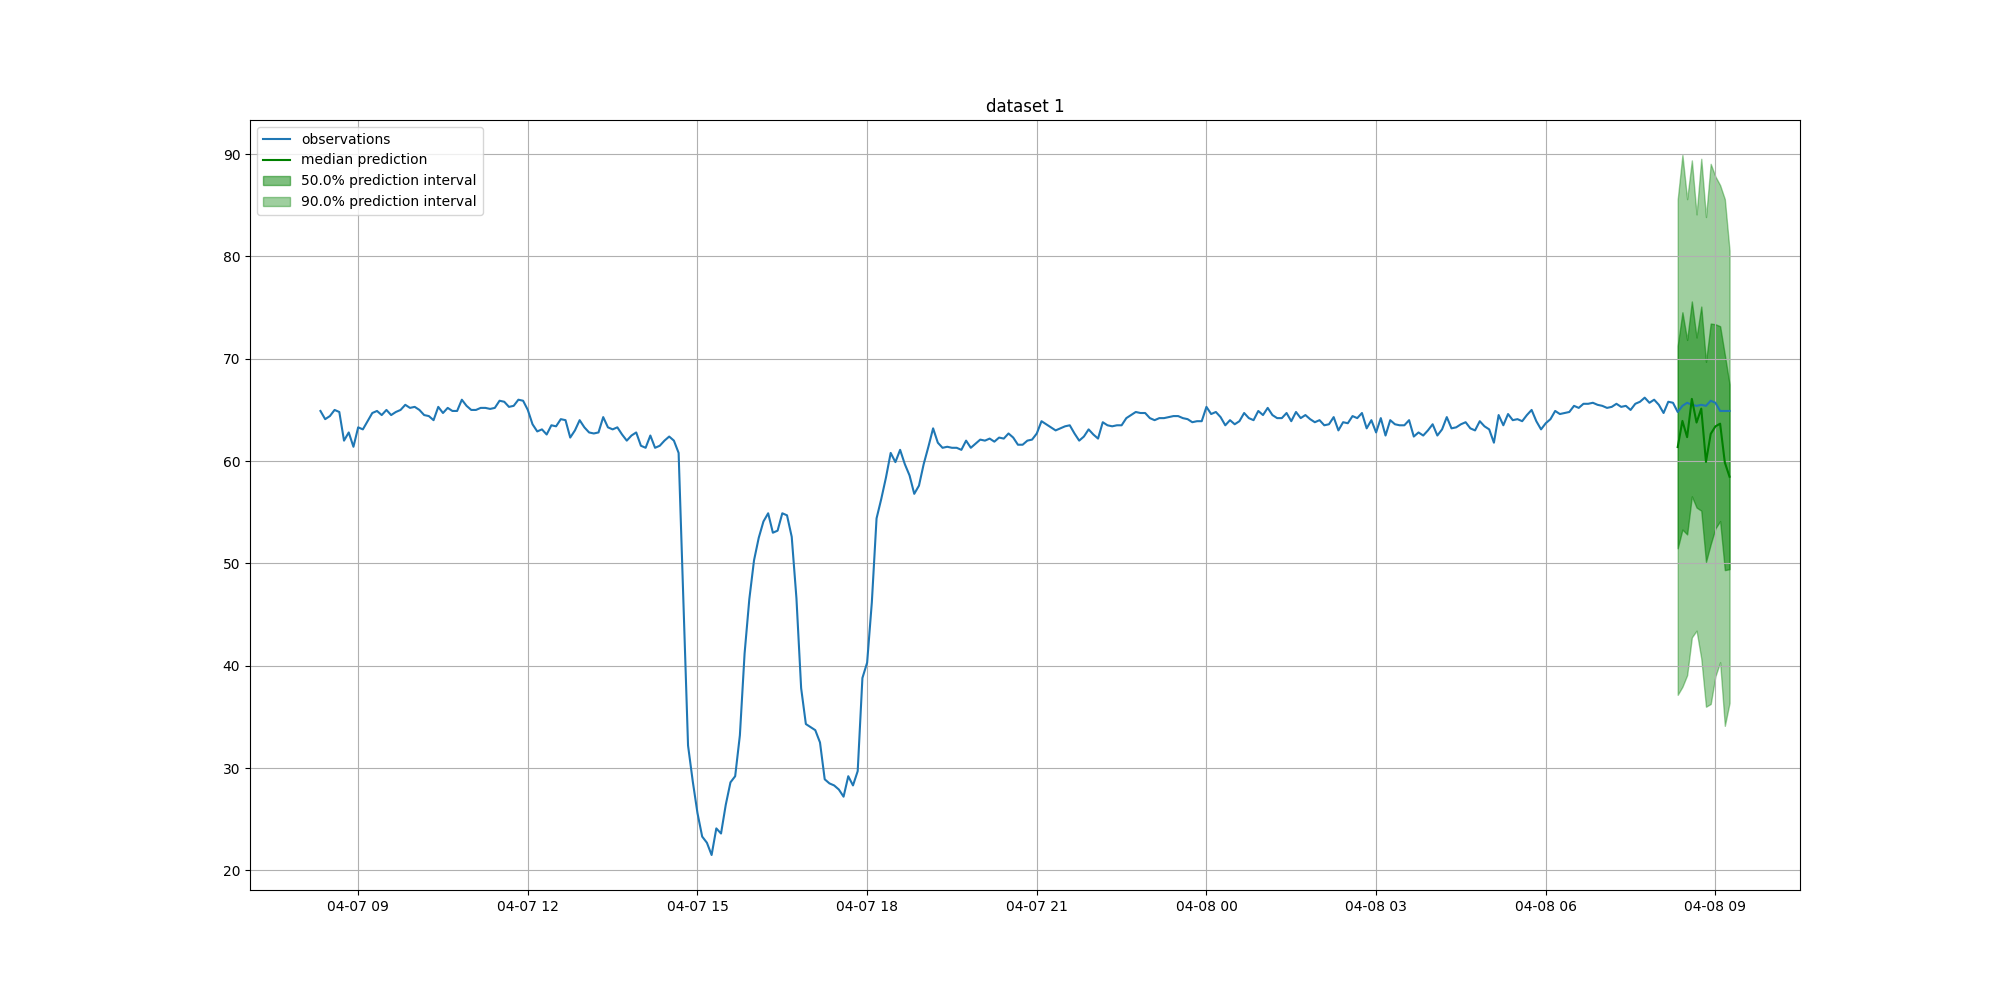 dataset 1
observations
median prediction
50.0% prediction interval
90.0% prediction interval
90
80
70
60
50
40
30
20
04-07 09 04-07 12 04-07 15 04-07 18 04-07 21 04-08 00 04-08 03 04-08 06 04-08 09